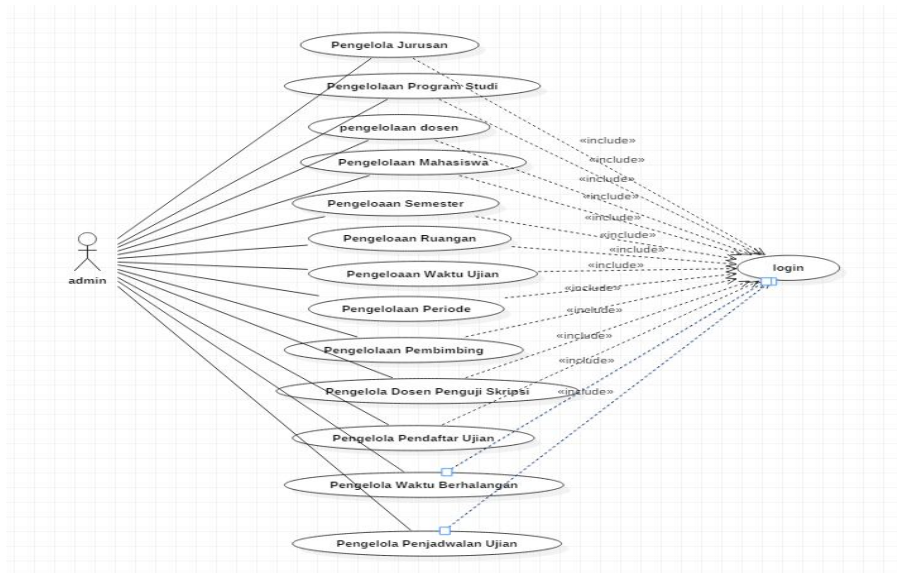 Pengelola Jurusan
Pengelolaan Program Studi
pengelolaan dosen
Pengelolaan Mahasiswa
Pengeloaan Semester
Pengeloaan Ruangan
Pengeloaan Waktu Ujian
Pengelolaan Periode
Pengelolaan Pembimbing
Pengelola Dosen Penguji Skripsi
Pengelola Pendaftar Ujian
Pengelola Waktu Berhalangan
Pengelola Penjadwalan Ujian
admin
«include»
«include»
«include»
«include»
«include»
«include»
«include»
«include»
«include»
«include»
«include»
«include»
«include»
login